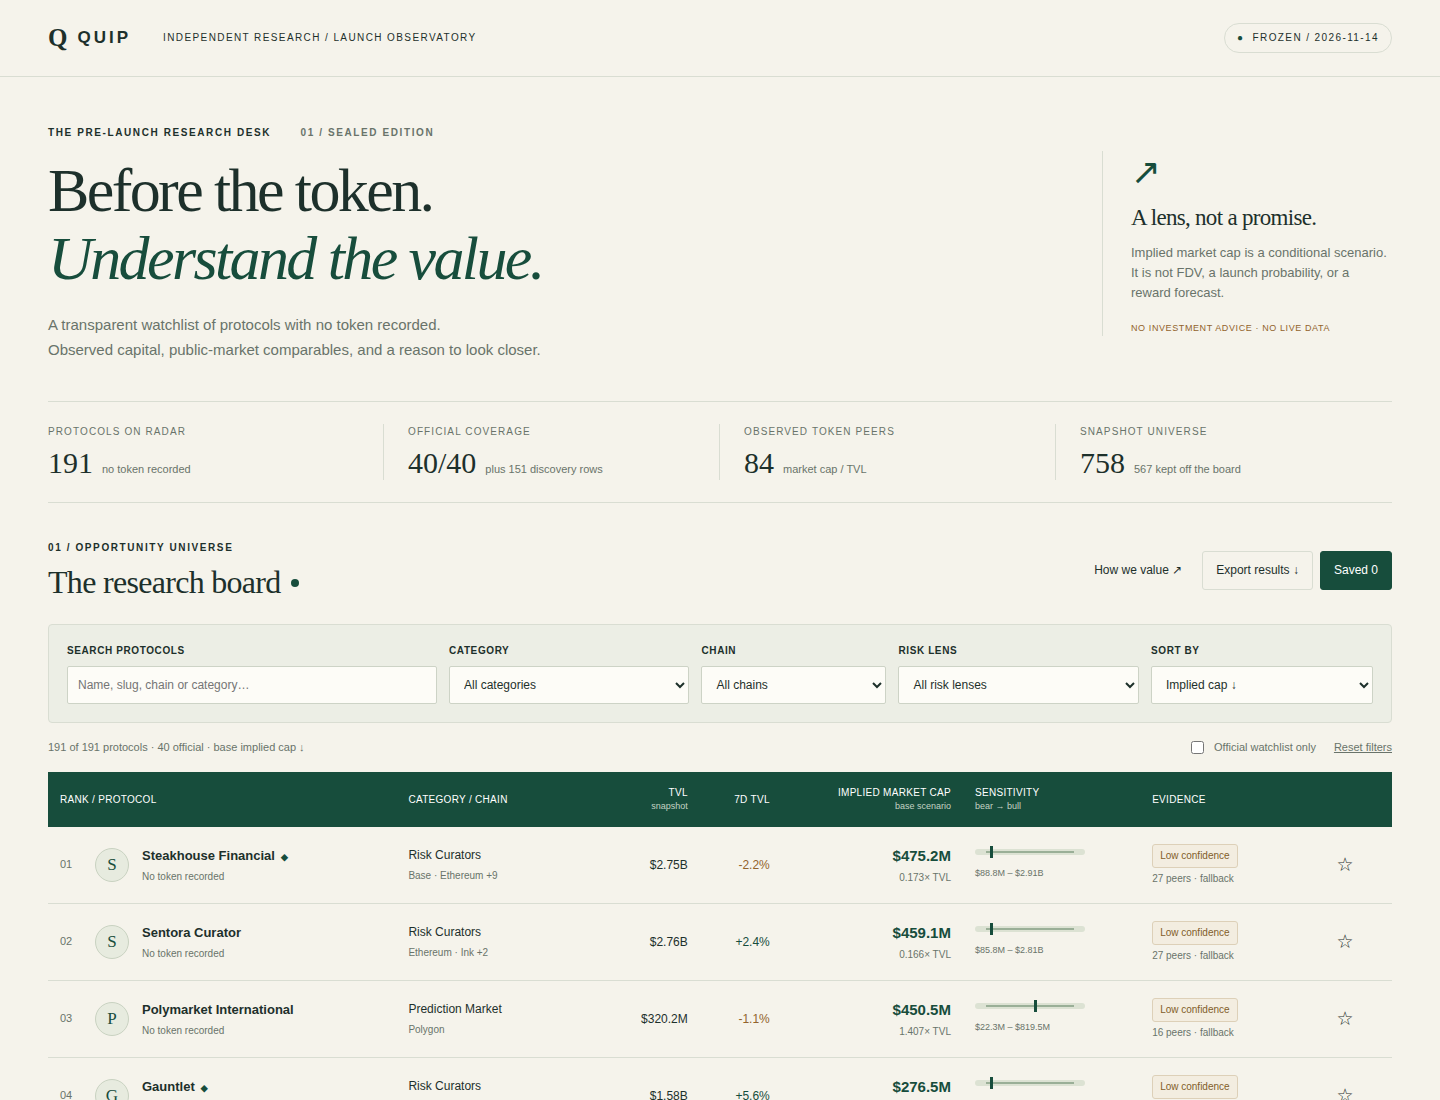 Q QUIP INDEPENDENT RESEARCH / LAUNCH OBSERVATORY ● FROZEN / 2026-11-14
THE PRE-LAUNCH RESEARCH DESK 01 / SEALED EDITION
Before the token.
Understand the value.
A transparent watchlist of protocols with no token recorded.
Observed capital, public-market comparables, and a reason to look closer.
↗
A lens, not a promise.
Implied market cap is a conditional scenario.
It is not FDV, a launch probability, or a
reward forecast.
NO INVESTMENT ADVICE · NO LIVE DATA
PROTOCOLS ON RADAR
191 no token recorded
OFFICIAL COVERAGE
40/40 plus 151 discovery rows
OBSERVED TOKEN PEERS
84 market cap / TVL
SNAPSHOT UNIVERSE
758 567 kept off the board
01 / OPPORTUNITY UNIVERSE
The research board
How we value ↗ Export results ↓ Saved 0
SEARCH PROTOCOLS CATEGORY CHAIN RISK LENS SORT BY
Name, slug, chain or category… All categories All chains All risk lenses Implied cap ↓
191 of 191 protocols · 40 official · base implied cap ↓ Official watchlist only Reset filters
RANK / PROTOCOL CATEGORY / CHAIN TVL 7D TVL IMPLIED MARKET CAP SENSITIVITY EVIDENCE
snapshot base scenario bear → bull
01 S Steakhouse Financial ◆ Risk Curators $2.75B -2.2% $475.2M Low confidence ☆
No token recorded Base · Ethereum +9 0.173× TVL $88.8M – $2.91B 27 peers · fallback
02 S Sentora Curator Risk Curators $2.76B +2.4% $459.1M Low confidence ☆
No token recorded Ethereum · Ink +2 0.166× TVL $85.8M – $2.81B 27 peers · fallback
03 P Polymarket International Prediction Market $320.2M -1.1% $450.5M Low confidence ☆
No token recorded Polygon 1.407× TVL $22.3M – $819.5M 16 peers · fallback
04 G Gauntlet ◆ Risk Curators $1.58B +5.6% $276.5M Low confidence ☆